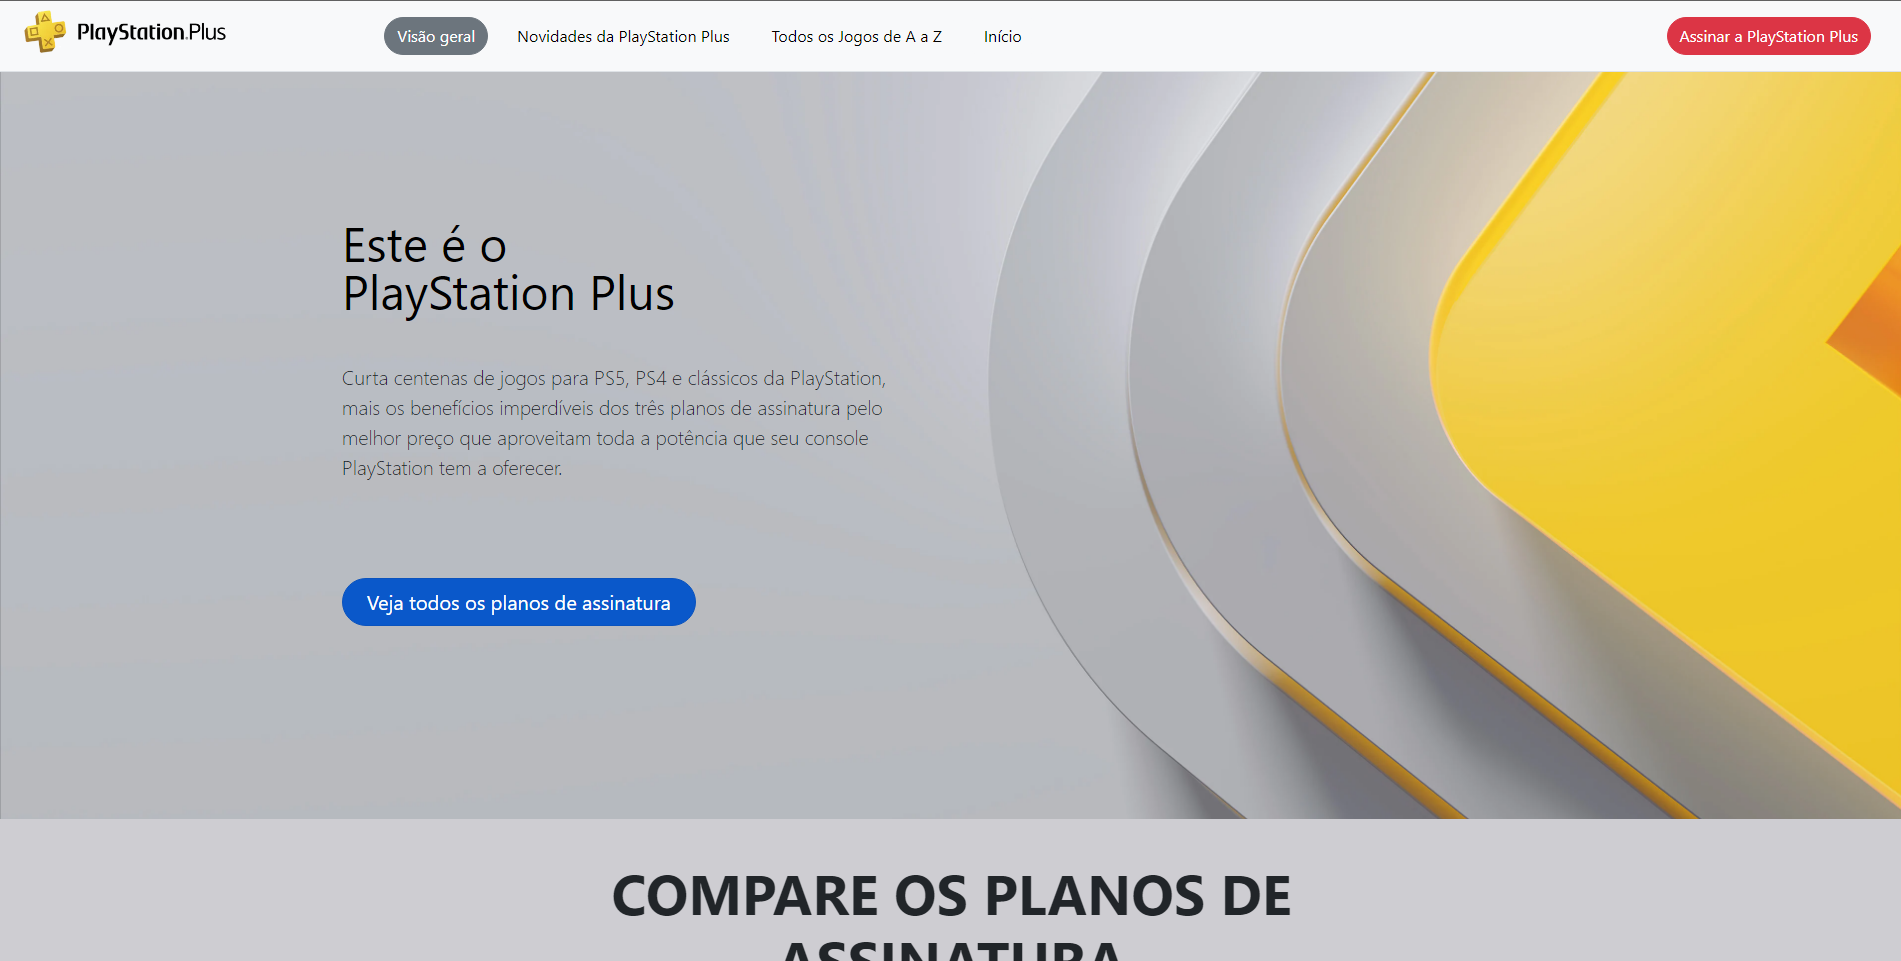 PlayStation.Plus
Visão geral
Novidades da PlayStation Plus
Todos os Jogos de A a Z
Início
Assinar a PlayStation Plus
Este é o
PlayStation Plus
Curta centenas de jogos para PS5, PS4 e clássicos da PlayStation,
mais os benefícios imperdíveis dos três planos de assinatura pelo
melhor preço que aproveitam toda a potência que seu console
PlayStation tem a oferecer.
Veja todos os planos de assinatura
COMPARE OS PLANOS DE
ASSINATURA